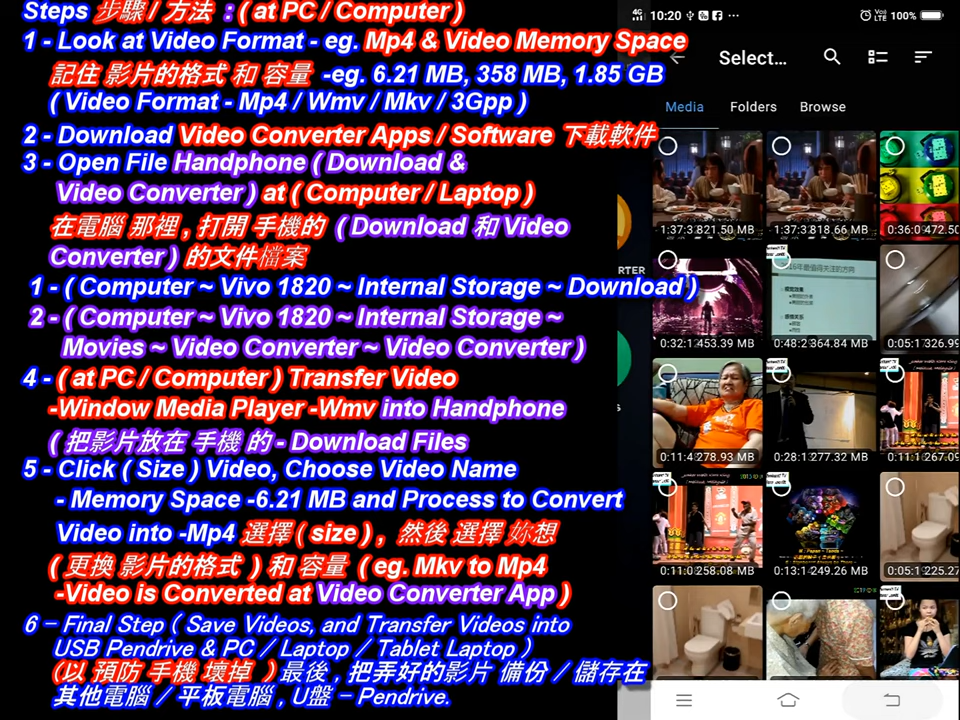 Steps 步驟 / 方法 : ( at PC / Computer )
1 - Look at Video Format - eg. Mp4 & Video Memory Space
記住 影片的格式 和 容量 -eg. 6.21 MB, 358 MB, 1.85 GB
( Video Format - Mp4 / Wmv / Mkv / 3Gpp )
2 - Download Video Converter Apps / Software 下載軟件
3 - Open File Handphone ( Download &
Video Converter ) at ( Computer / Laptop )
在電腦 那裡 , 打開 手機的 ( Download 和 Video
Converter ) 的文件檔案
1 - ( Computer ~ Vivo 1820 ~ Internal Storage ~ Download )
2 - ( Computer ~ Vivo 1820 ~ Internal Storage ~
Movies ~ Video Converter ~ Video Converter )
4 - ( at PC / Computer ) Transfer Video
-Window Media Player -Wmv into Handphone
( 把影片放在 手機 的 - Download Files
5 - Click ( Size ) Video, Choose Video Name
- Memory Space -6.21 MB and Process to Convert
Video into -Mp4 選擇 ( size ) , 然後 選擇 妳想
( 更換 影片的格式 ) 和 容量 ( eg. Mkv to Mp4
-Video is Converted at Video Converter App )
6 - Final Step ( Save Videos, and Transfer Videos into
USB Pendrive & PC / Laptop / Tablet Laptop )
(以 預防 手機 壞掉 ) 最後 , 把弄好的影片 備份 / 儲存在
其他電腦 / 平板電腦 , U盤 - Pendrive.
4G 10:20 ··· VoLTE 100%
Select...
Media Folders Browse
1:37:3 821.50 MB 1:37:3 818.66 MB 0:36:0 472.50
RTER
0:32:1 453.39 MB 0:48:2 364.84 MB 0:05:1 326.99
0:11:4 278.93 MB 0:28:1 277.32 MB 0:11:1 267.09
0:11:0 258.08 MB 0:13:1 249.26 MB 0:05:1 225.27